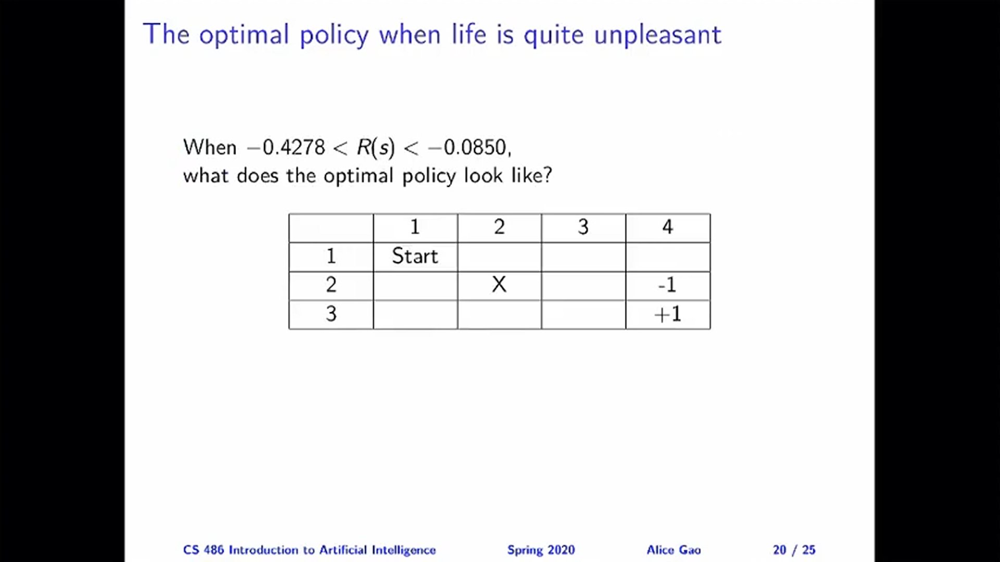 The optimal policy when life is quite unpleasant
When −0.4278 < R(s) < −0.0850,
what does the optimal policy look like?
1 2 3 4
1 Start
2 X -1
3 +1
CS 486 Introduction to Artificial Intelligence Spring 2020 Alice Gao 20 / 25